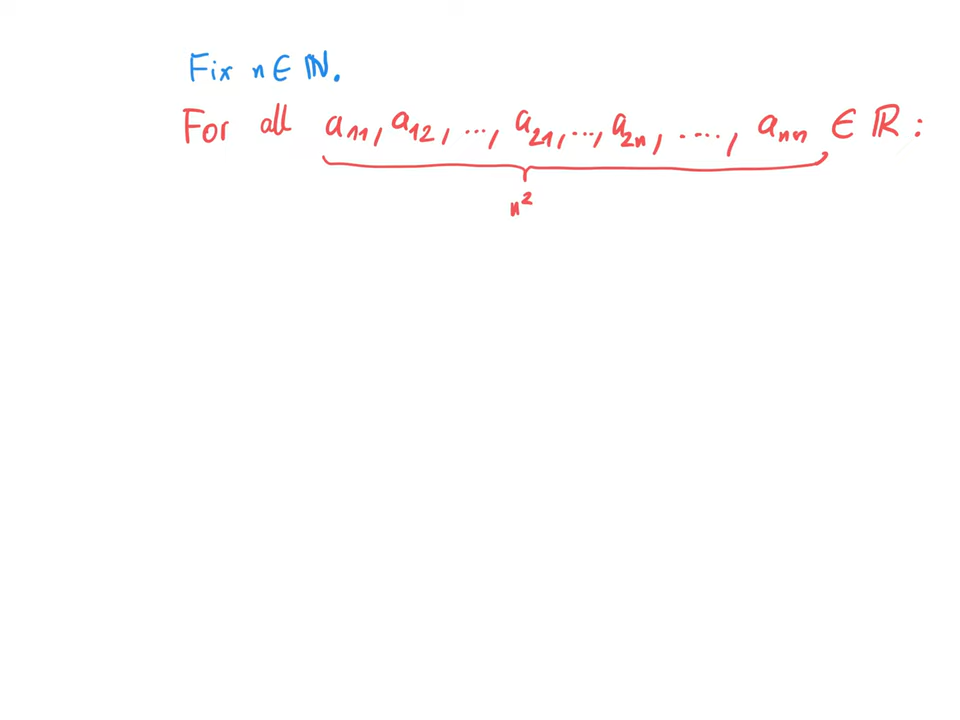 Fix n ∈ ℕ.
For all a₁₁, a₁₂, ..., a₂₁, ..., a₂ₙ, ...., aₙₙ ∈ ℝ:
n²